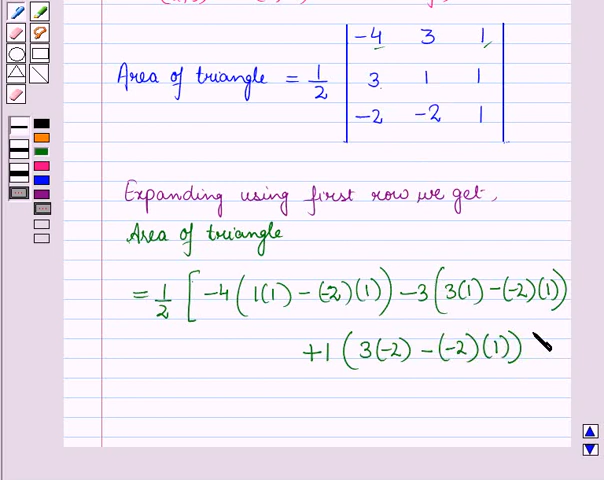 Area of triangle = 1/2 | -4 3 1 |
| 3 1 1 |
| -2 -2 1 |
Expanding using first row we get,
Area of triangle
= 1/2 [ -4 ( 1(1) - (-2)(1) ) - 3 ( 3(1) - (-2)(1) )
+1 ( 3(-2) - (-2)(1) )